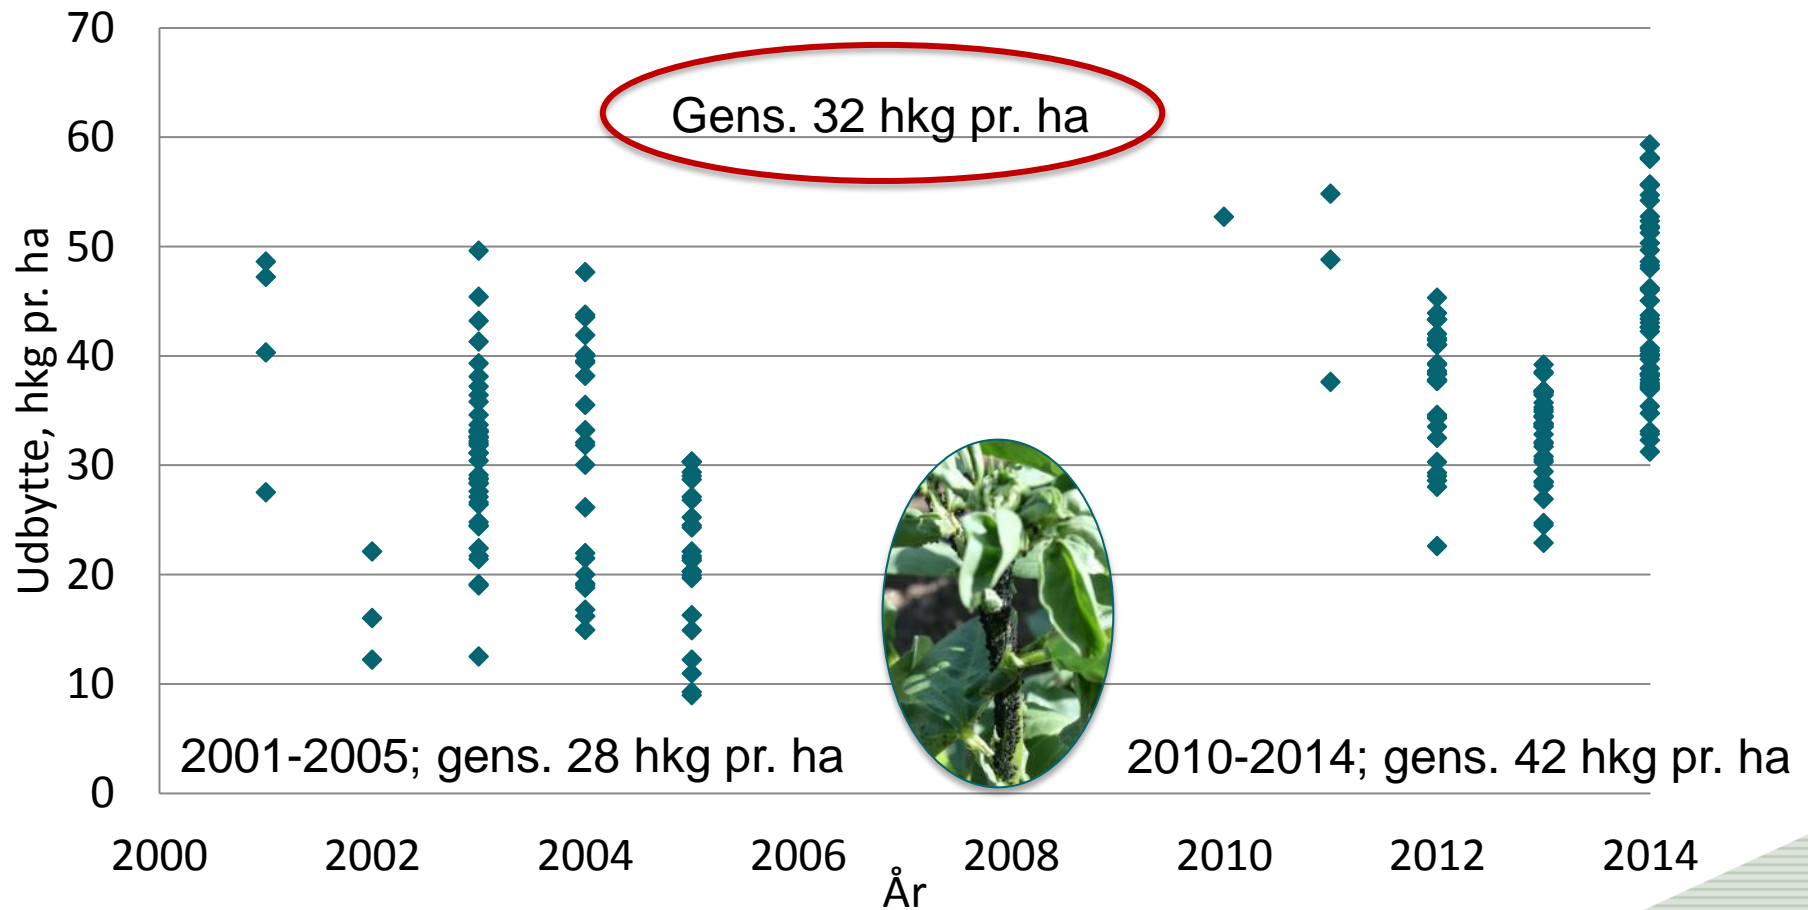 70
60
50
40
30
20
10
0
Udbytte, hkg pr. ha
Gens. 32 hkg pr. ha
2001-2005; gens. 28 hkg pr. ha
2010-2014; gens. 42 hkg pr. ha
2000 2002 2004 2006 2008 2010 2012 2014
År